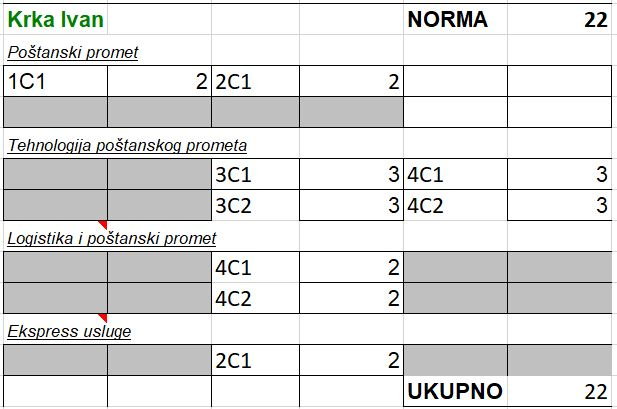 Krka Ivan NORMA 22
Poštanski promet
1C1 2 2C1 2
Tehnologija poštanskog prometa
3C1 3 4C1 3
3C2 3 4C2 3
Logistika i poštanski promet
4C1 2
4C2 2
Ekspress usluge
2C1 2
UKUPNO 22